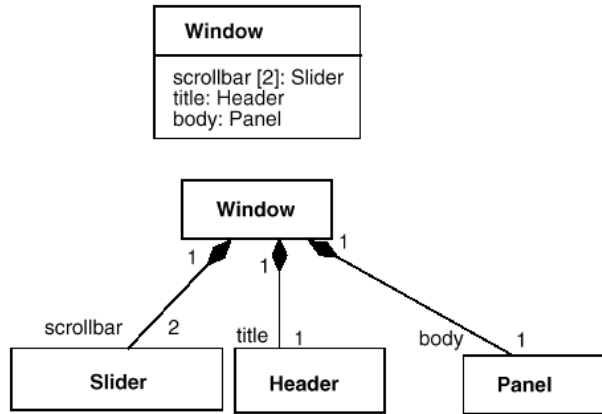 Window
scrollbar [2]: Slider
title: Header
body: Panel
Window
1
1
1
scrollbar
2
title
1
body
1
Slider
Header
Panel